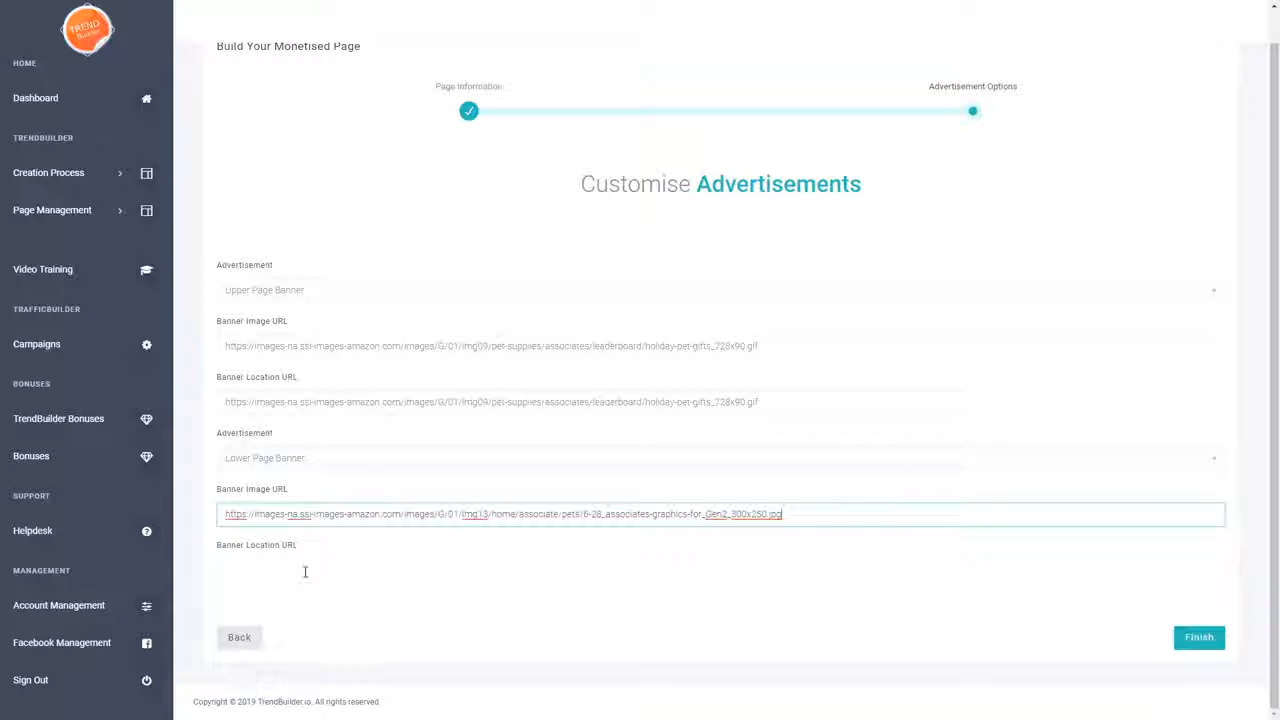 TREND
Builder
HOME
Dashboard
TRENDBUILDER
Creation Process
Page Management
Video Training
TRAFFICBUILDER
Campaigns
BONUSES
TrendBuilder Bonuses
Bonuses
SUPPORT
Helpdesk
MANAGEMENT
Account Management
Facebook Management
Sign Out
Build Your Monetised Page
Page Information
Advertisement Options
Customise Advertisements
Advertisement
Upper Page Banner
Banner Image URL
https://images-na.ssl-images-amazon.com/images/G/01/img09/pet-supplies/associates/leaderboard/holiday-pet-gifts_728x90.gif
Banner Location URL
https://images-na.ssl-images-amazon.com/images/G/01/img09/pet-supplies/associates/leaderboard/holiday-pet-gifts_728x90.gif
Advertisement
Lower Page Banner
Banner Image URL
https://images-na.ssl-images-amazon.com/images/G/01/img13/home/associate/pets/6-28_associates-graphics-for_Gen2_300x250.jpg
Banner Location URL
Back
Finish
Copyright © 2019 TrendBuilder.io. All rights reserved.